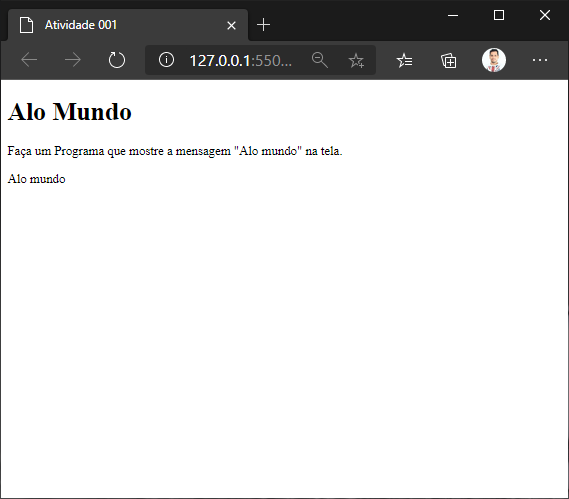 Atividade 001
127.0.0.1:550...
Alo Mundo
Faça um Programa que mostre a mensagem "Alo mundo" na tela.
Alo mundo